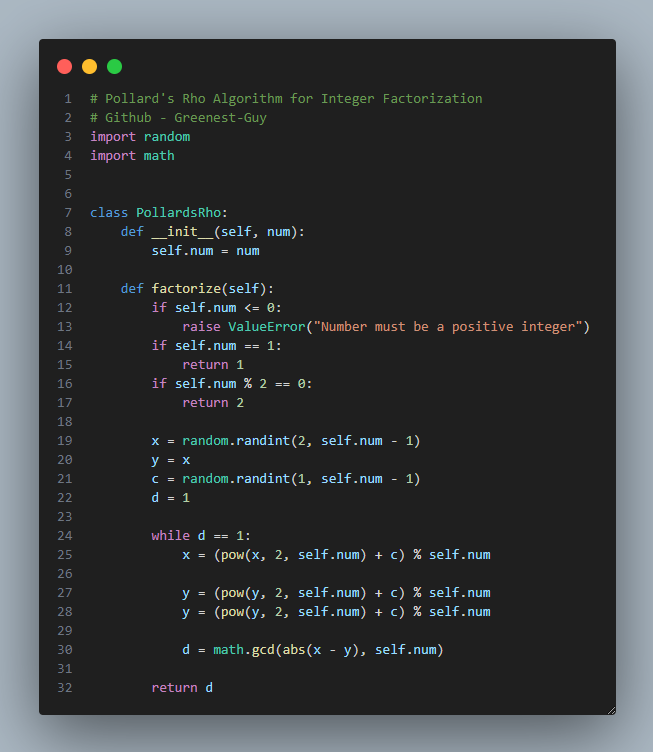 1 # Pollard's Rho Algorithm for Integer Factorization
2 # Github - Greenest-Guy
3 import random
4 import math
5
6
7 class PollardsRho:
8     def __init__(self, num):
9         self.num = num
10
11     def factorize(self):
12         if self.num <= 0:
13             raise ValueError("Number must be a positive integer")
14         if self.num == 1:
15             return 1
16         if self.num % 2 == 0:
17             return 2
18
19         x = random.randint(2, self.num - 1)
20         y = x
21         c = random.randint(1, self.num - 1)
22         d = 1
23
24         while d == 1:
25             x = (pow(x, 2, self.num) + c) % self.num
26
27             y = (pow(y, 2, self.num) + c) % self.num
28             y = (pow(y, 2, self.num) + c) % self.num
29
30             d = math.gcd(abs(x - y), self.num)
31
32         return d